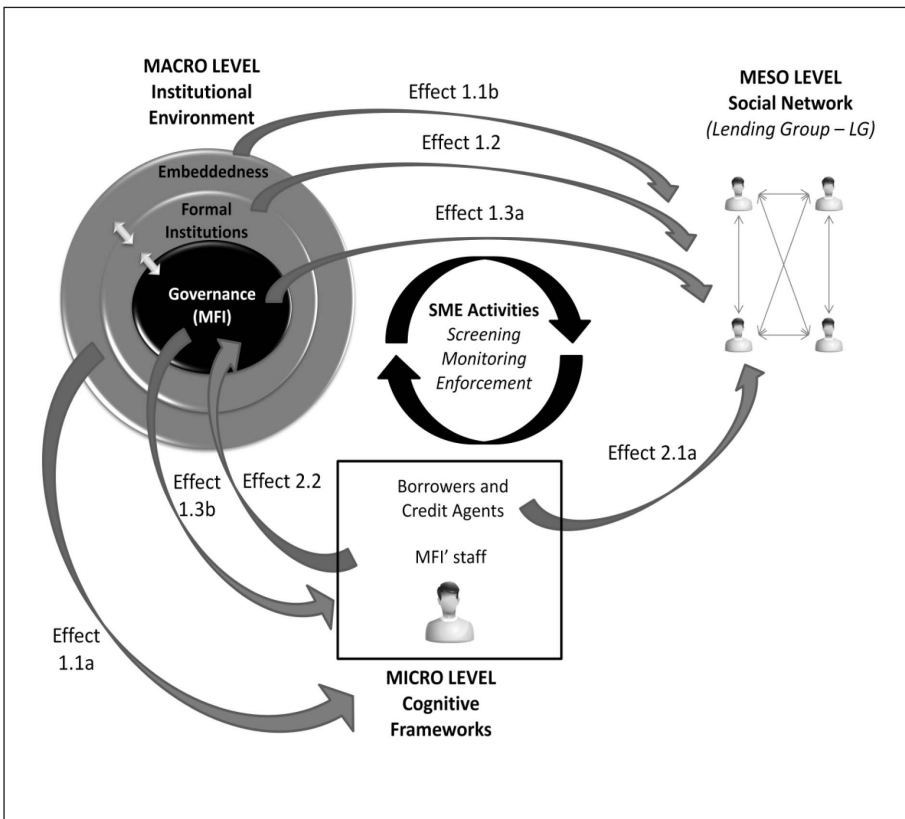 MACRO LEVEL
Institutional
Environment
Effect 1.1b
MESO LEVEL
Social Network
(Lending Group – LG)
Effect 1.2
Embeddedness
Formal
Institutions
Effect 1.3a
Governance
(MFI)
SME Activities
Screening
Monitoring
Enforcement
Effect 2.1a
Effect
1.3b
Effect 2.2
Borrowers and
Credit Agents
MFI' staff
Effect
1.1a
MICRO LEVEL
Cognitive
Frameworks